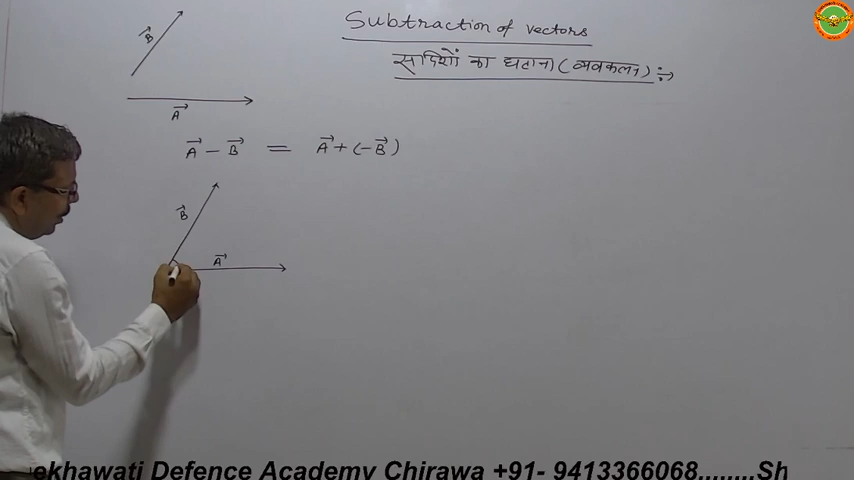 Subtraction of vectors
सदिशों का घटाना (व्यवकलन) :→
B→
A→
A→ − B→ = A→ + (−B→)
B→
A→
ekhawati Defence Academy Chirawa +91- 9413366068........Sh